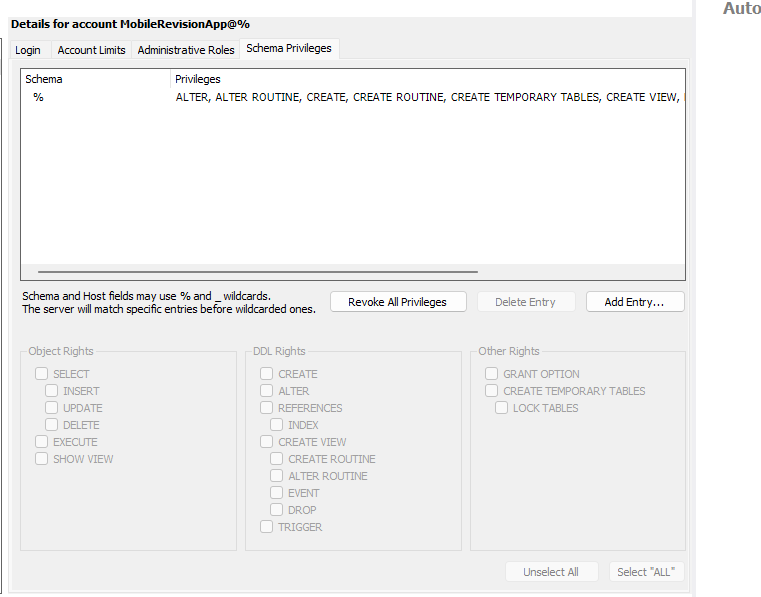 Auto
Details for account MobileRevisionApp@%
Login Account Limits Administrative Roles Schema Privileges
Schema Privileges
% ALTER, ALTER ROUTINE, CREATE, CREATE ROUTINE, CREATE TEMPORARY TABLES, CREATE VIEW,
Schema and Host fields may use % and _ wildcards.
The server will match specific entries before wildcarded ones.
Revoke All Privileges Delete Entry Add Entry...
Object Rights
SELECT
INSERT
UPDATE
DELETE
EXECUTE
SHOW VIEW
DDL Rights
CREATE
ALTER
REFERENCES
INDEX
CREATE VIEW
CREATE ROUTINE
ALTER ROUTINE
EVENT
DROP
TRIGGER
Other Rights
GRANT OPTION
CREATE TEMPORARY TABLES
LOCK TABLES
Unselect All Select "ALL"